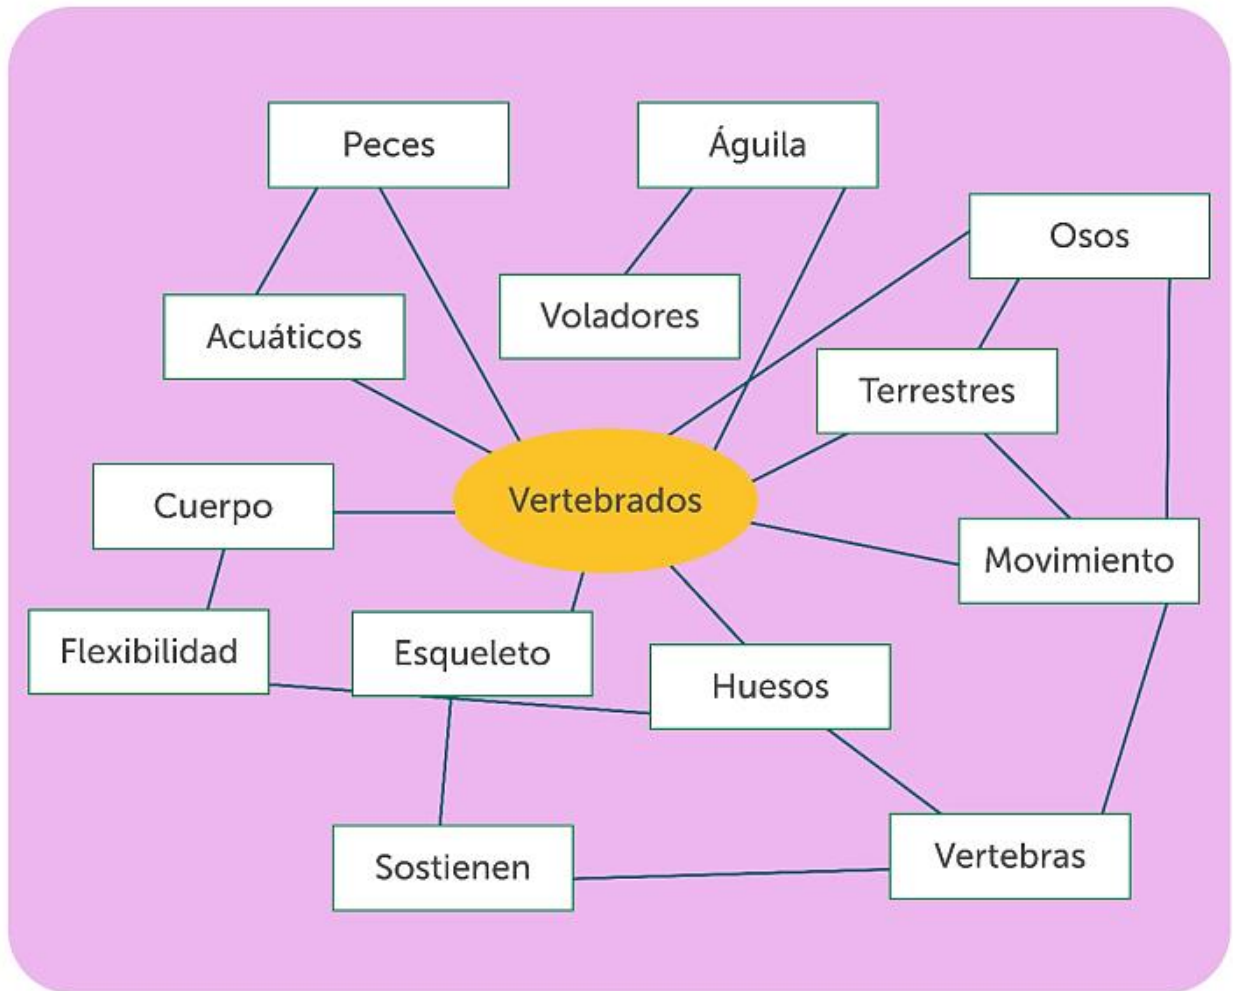 Peces
Águila
Osos
Acuáticos
Voladores
Terrestres
Cuerpo
Vertebrados
Movimiento
Flexibilidad
Esqueleto
Huesos
Sostienen
Vertebras